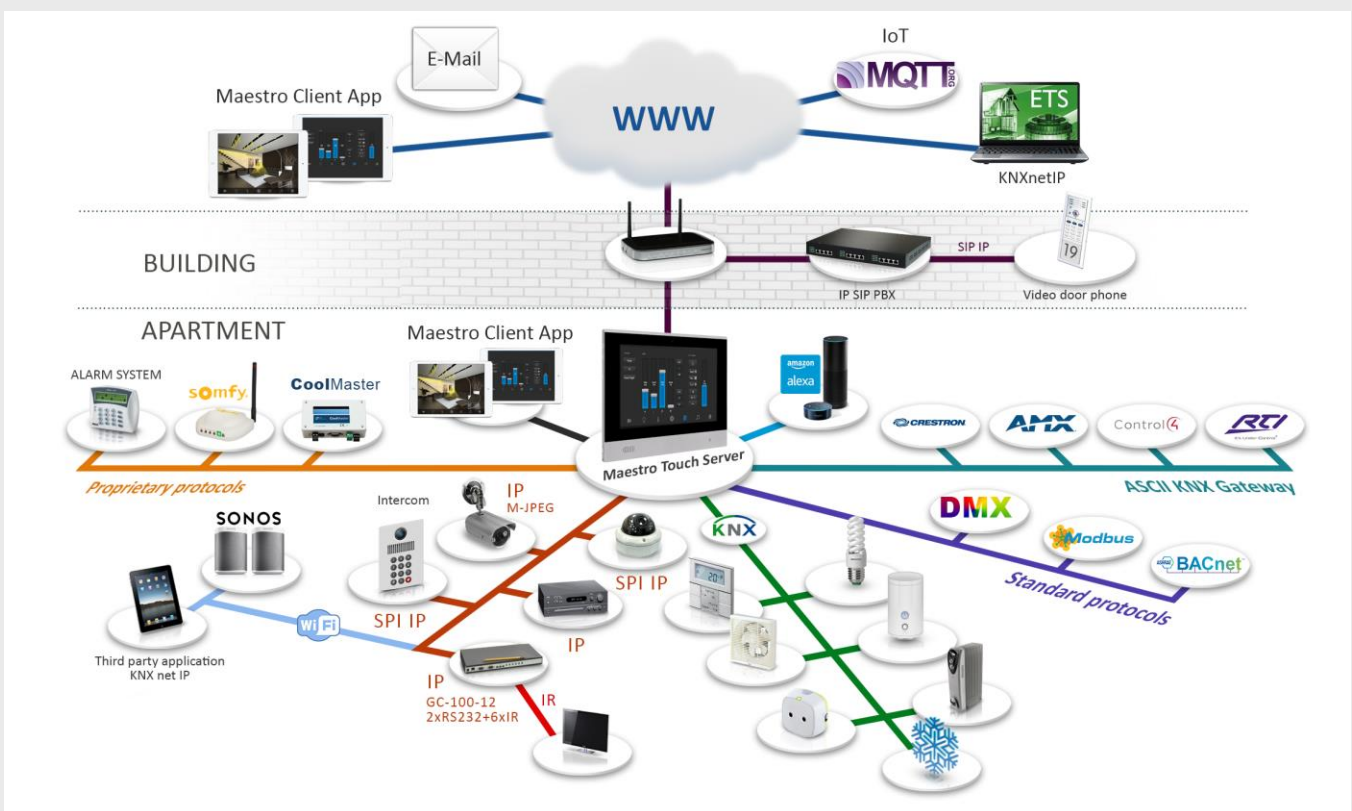 E-Mail
IoT
MQTT.ORG
Maestro Client App
WWW
ETS
KNXnetIP
BUILDING
SIP IP
19
IP SIP PBX
Video door phone
APARTMENT
Maestro Client App
ALARM SYSTEM
somfy.
CoolMaster
amazon
alexa
CRESTRON
AMX
Control4
RTI
Maestro Touch Server
Proprietary protocols
ASCII KNX Gateway
Intercom
IP
M-JPEG
SONOS
KNX
DMX
Modbus
BACnet
SPI IP
Standard protocols
SPI IP
WiFi
IP
Third party application
KNX net IP
IP
GC-100-12
2xRS232+6xIR
IR